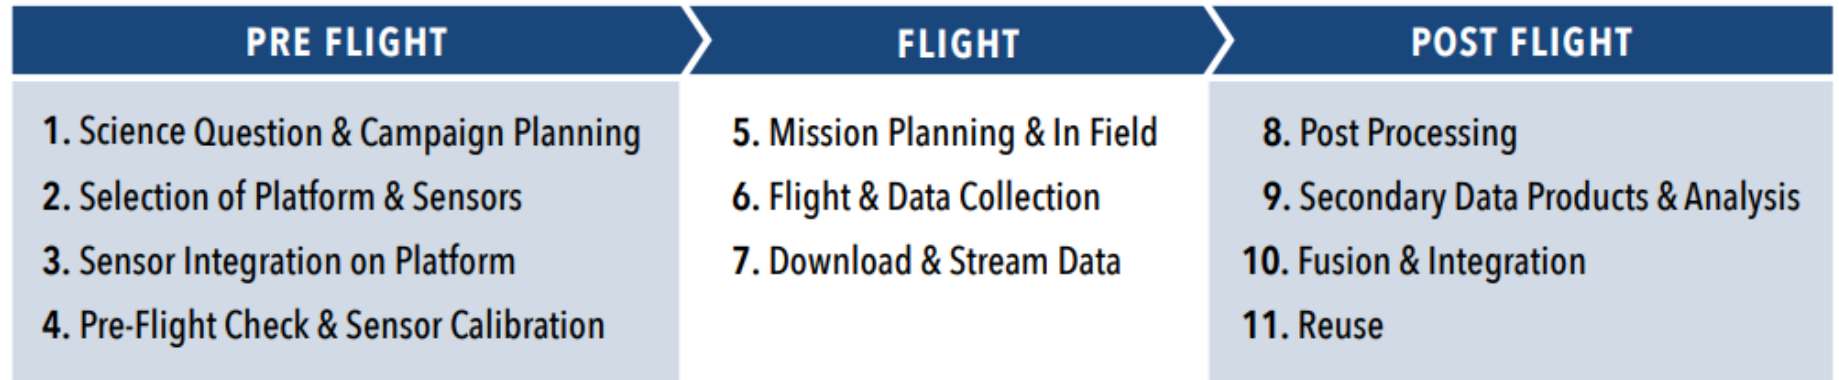 PRE FLIGHT
1. Science Question & Campaign Planning
2. Selection of Platform & Sensors
3. Sensor Integration on Platform
4. Pre-Flight Check & Sensor Calibration
FLIGHT
5. Mission Planning & In Field
6. Flight & Data Collection
7. Download & Stream Data
POST FLIGHT
8. Post Processing
9. Secondary Data Products & Analysis
10. Fusion & Integration
11. Reuse